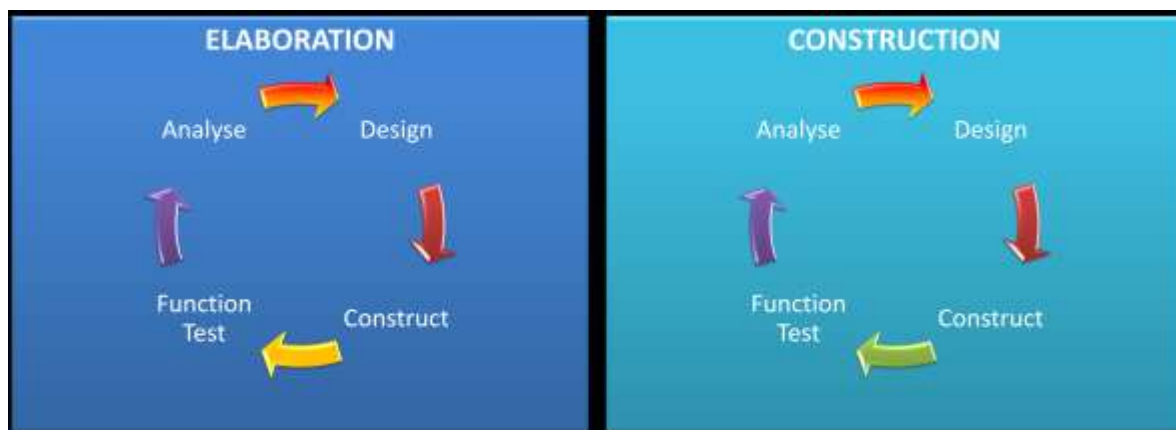 ELABORATION
Analyse
Design
Function
Test
Construct
CONSTRUCTION
Analyse
Design
Function
Test
Construct